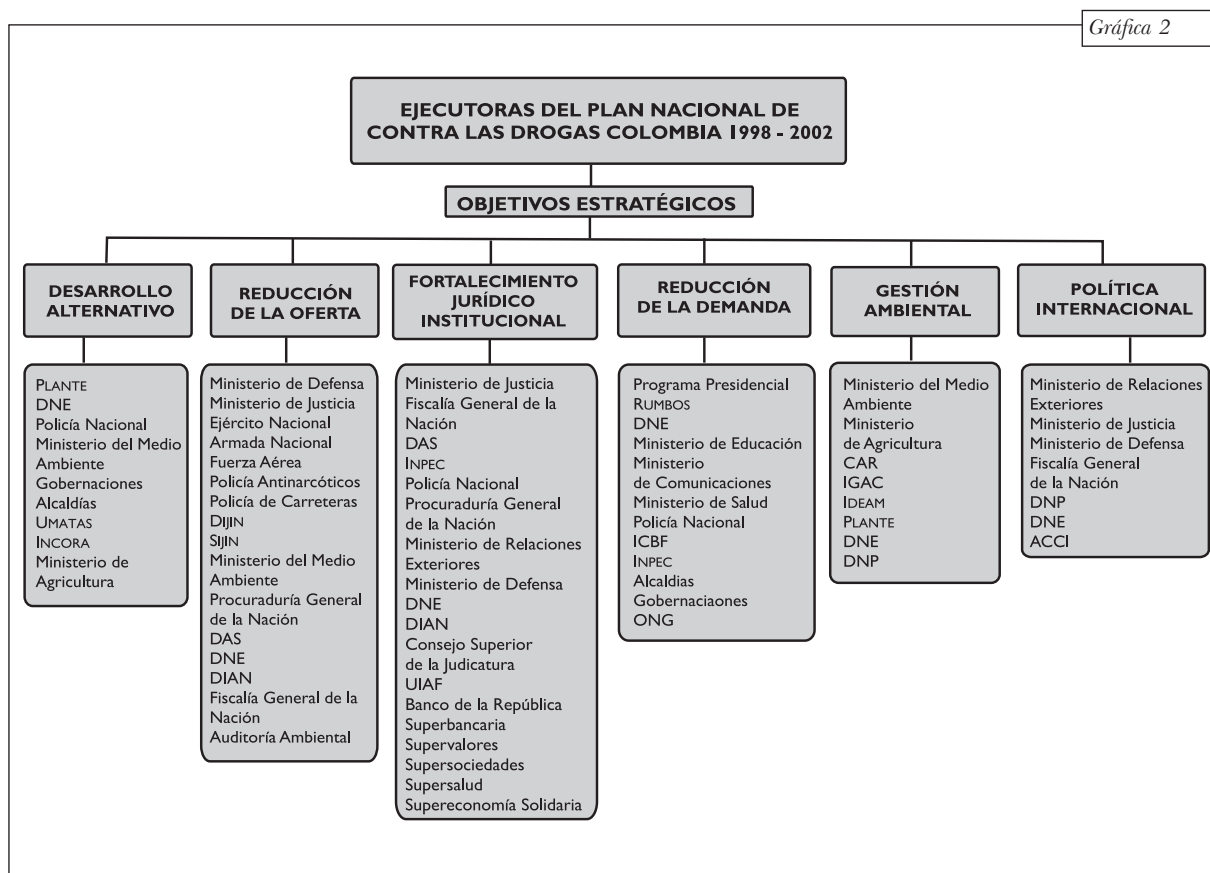 Gráfica 2
EJECUTORAS DEL PLAN NACIONAL DE
CONTRA LAS DROGAS COLOMBIA 1998 - 2002
OBJETIVOS ESTRATÉGICOS
DESARROLLO
ALTERNATIVO
PLANTE
DNE
Policía Nacional
Ministerio del Medio
Ambiente
Gobernaciones
Alcaldías
UMATAS
INCORA
Ministerio de
Agricultura
REDUCCIÓN
DE LA OFERTA
Ministerio de Defensa
Ministerio de Justicia
Ejército Nacional
Armada Nacional
Fuerza Aérea
Policía Antinarcóticos
Policía de Carreteras
DIJIN
SIJIN
Ministerio del Medio
Ambiente
Procuraduría General
de la Nación
DAS
DNE
DIAN
Fiscalía General de la
Nación
Auditoría Ambiental
FORTALECIMIENTO
JURÍDICO
INSTITUCIONAL
Ministerio de Justicia
Fiscalía General de la
Nación
DAS
INPEC
Policía Nacional
Procuraduría General
de la Nación
Ministerio de Relaciones
Exteriores
Ministerio de Defensa
DNE
DIAN
Consejo Superior
de la Judicatura
UIAF
Banco de la República
Superbancaria
Supervalores
Supersociedades
Supersalud
Supereconomía Solidaria
REDUCCIÓN
DE LA DEMANDA
Programa Presidencial
RUMBOS
DNE
Ministerio de Educación
Ministerio
de Comunicaciones
Ministerio de Salud
Policía Nacional
ICBF
INPEC
Alcaldias
Gobernaciaones
ONG
GESTIÓN
AMBIENTAL
Ministerio del Medio
Ambiente
Ministerio
de Agricultura
CAR
IGAC
IDEAM
PLANTE
DNE
DNP
POLÍTICA
INTERNACIONAL
Ministerio de Relaciones
Exteriores
Ministerio de Justicia
Ministerio de Defensa
Fiscalía General
de la Nación
DNP
DNE
ACCI